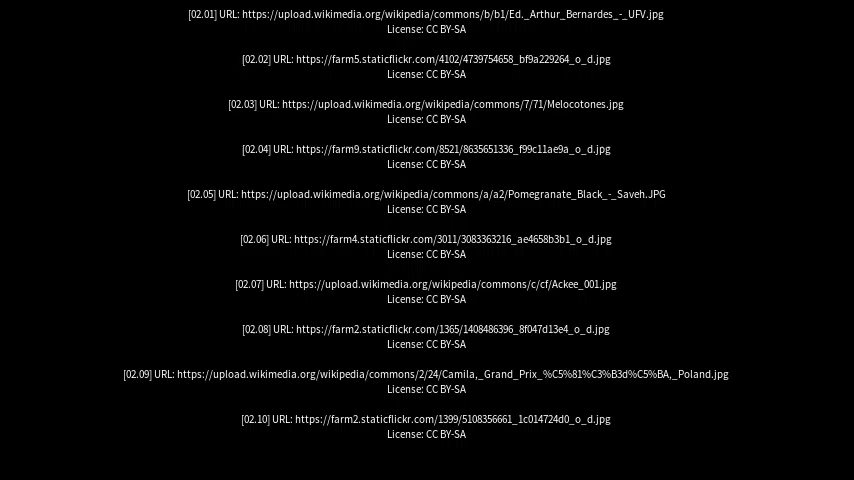 [02.01] URL: https://upload.wikimedia.org/wikipedia/commons/b/b1/Ed._Arthur_Bernardes_-_UFV.jpg
License: CC BY-SA
[02.02] URL: https://farm5.staticflickr.com/4102/4739754658_bf9a229264_o_d.jpg
License: CC BY-SA
[02.03] URL: https://upload.wikimedia.org/wikipedia/commons/7/71/Melocotones.jpg
License: CC BY-SA
[02.04] URL: https://farm9.staticflickr.com/8521/8635651336_f99c11ae9a_o_d.jpg
License: CC BY-SA
[02.05] URL: https://upload.wikimedia.org/wikipedia/commons/a/a2/Pomegranate_Black_-_Saveh.JPG
License: CC BY-SA
[02.06] URL: https://farm4.staticflickr.com/3011/3083363216_ae4658b3b1_o_d.jpg
License: CC BY-SA
[02.07] URL: https://upload.wikimedia.org/wikipedia/commons/c/cf/Ackee_001.jpg
License: CC BY-SA
[02.08] URL: https://farm2.staticflickr.com/1365/1408486396_8f047d13e4_o_d.jpg
License: CC BY-SA
[02.09] URL: https://upload.wikimedia.org/wikipedia/commons/2/24/Camila,_Grand_Prix_%C5%81%C3%B3d%C5%BA,_Poland.jpg
License: CC BY-SA
[02.10] URL: https://farm2.staticflickr.com/1399/5108356661_1c014724d0_o_d.jpg
License: CC BY-SA